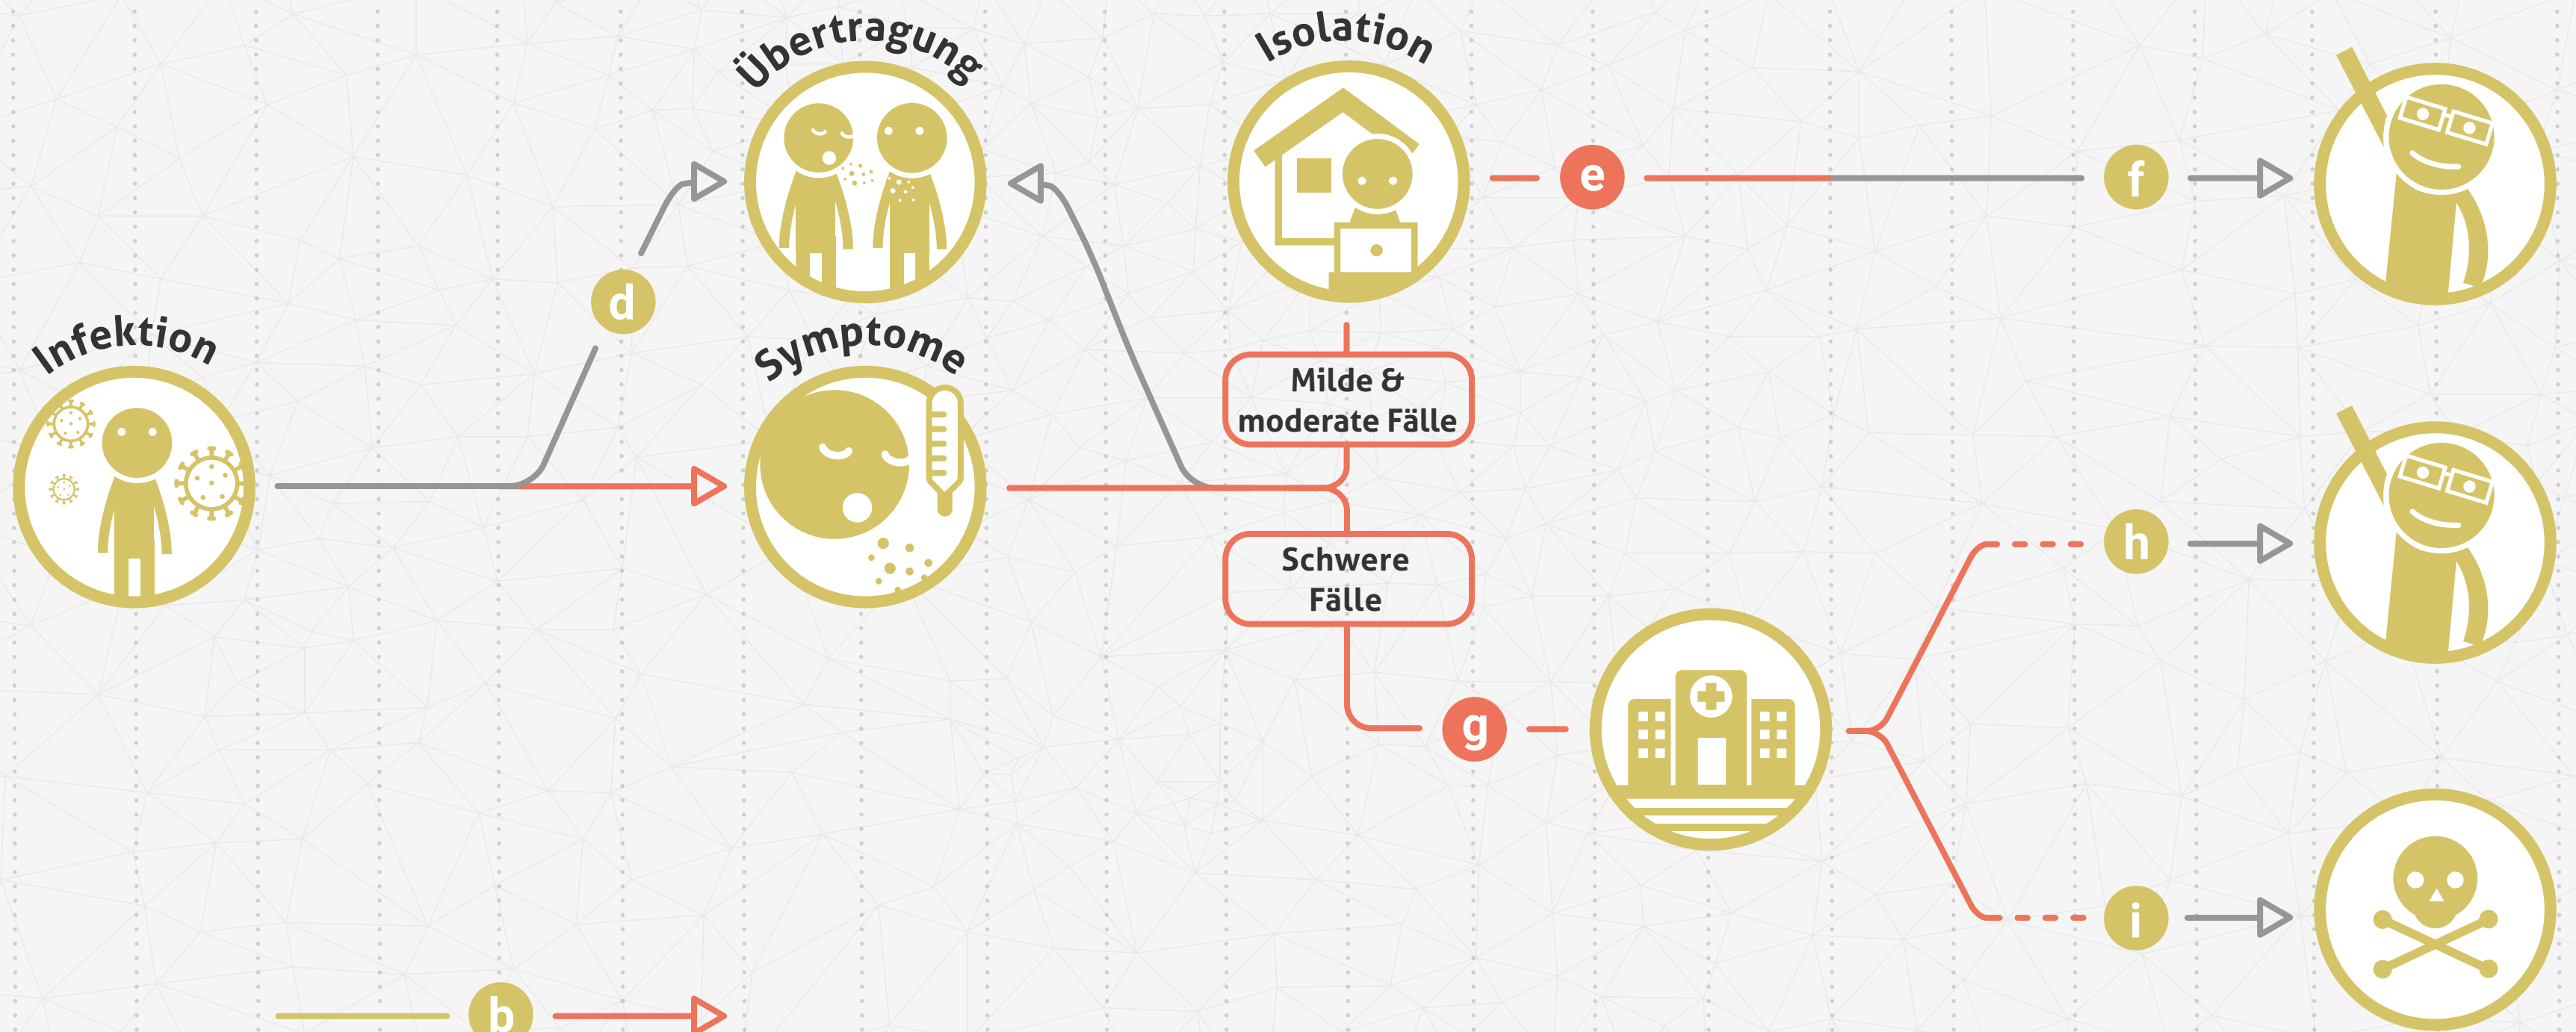 Übertragung
Isolation
e
f
d
Infektion
Symptome
Milde &
moderate Fälle
Schwere
Fälle
h
g
i
b